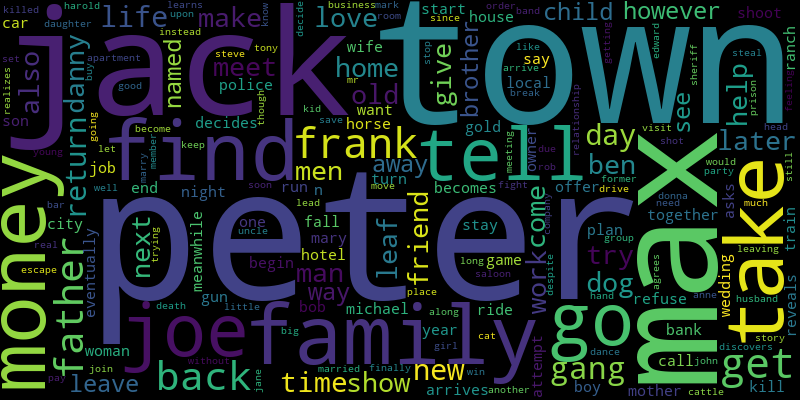 jack
town
peter
max
family
find
tell
joe
go
take
money
frank
back
father
get
men
love
life
make
meet
home
old
give
brother
child
however
house
help
see
day
later
ben
dog
try
come
work
way
man
friend
leaf
next
time
show
new
gang
leave
return
danny
also
named
decides
police
wife
horse
want
away
turn
run
n
night
end
job
city
car
son
woman
eventually
meanwhile
one
fall
mary
hotel
begin
gun
bob
michael
year
arrives
ride
game
stay
becomes
offer
owner
gold
local
say
start
shoot
ranch
together
plan
refuse
bank
call
boy
mother
kill
wedding
asks
train
reveals
attempt
killed
daughter
harold
learns
upon
since
business
mark
room
know
decide
instead
steve
tony
apartment
good
buy
set
realizes
going
though
mr
kid
save
stop
like
arrive
break
order
band
edward
sheriff
getting
steal
prison
feeling
relationship
young
let
become
keep
well
marry
member
soon
move
lead
meeting
due
rob
fight
former
drive
visit
shot
head
would
party
still
donna
need
much
leaving
group
company
despite
hand
agrees
anne
husband
story
discovers
john
dance
cattle
bar
real
escape
trying
uncle
long
saloon
place
death
little
big
along
cat
girl
jane
without
married
finally
win
another
join
pay